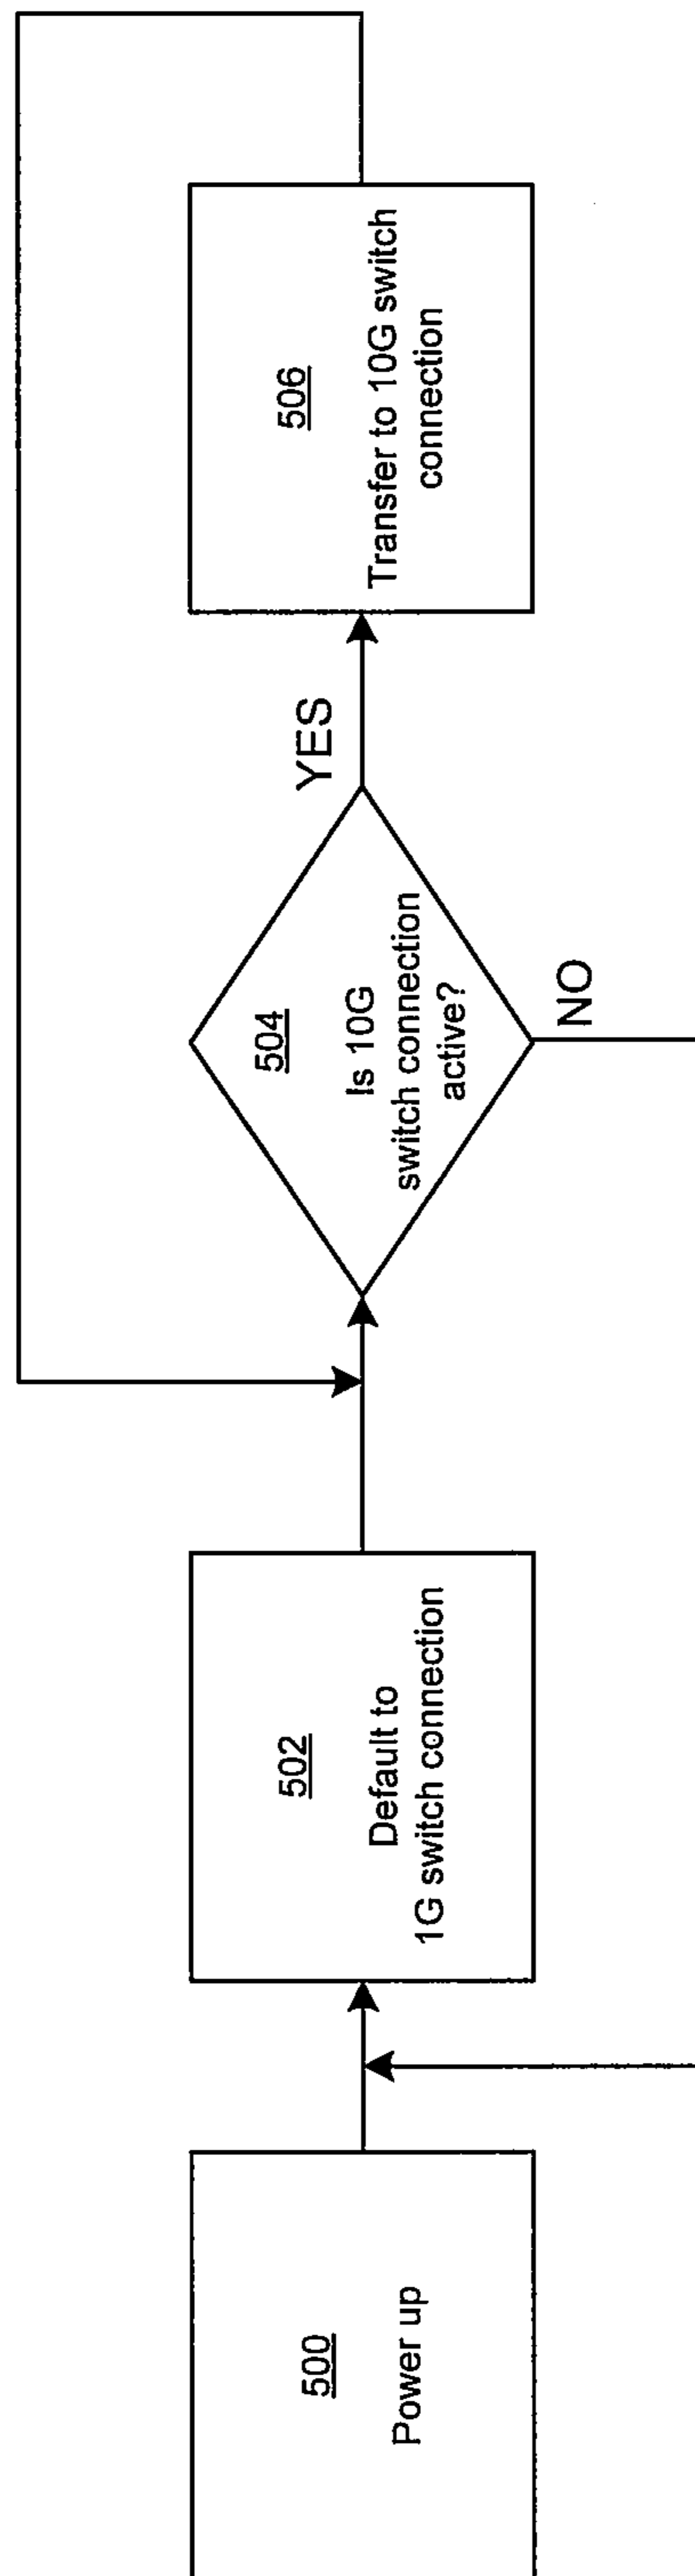 500
Power up
502
Default to
1G switch connection
504
Is 10G
switch connection
active?
YES
NO
506
Transfer to 10G switch
connection